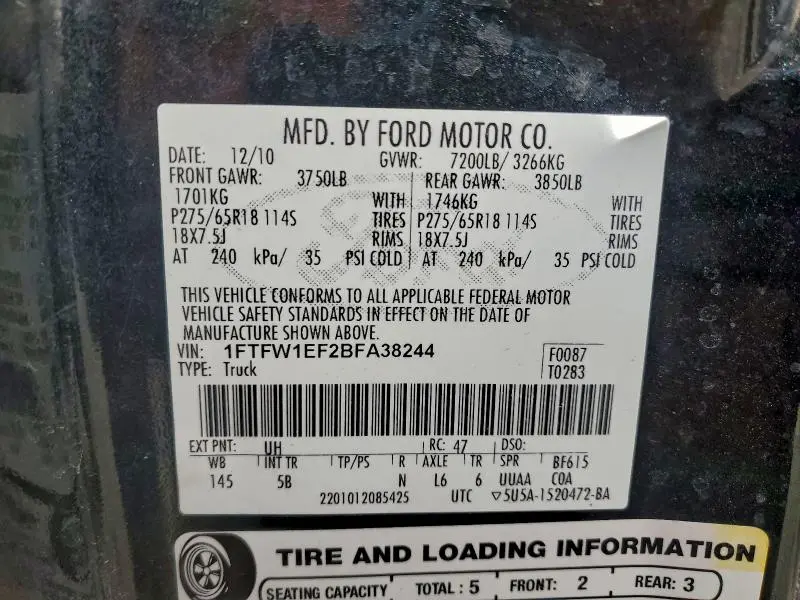 MFD. BY FORD MOTOR CO.
DATE: 12/10 GVWR: 7200LB/ 3266KG
FRONT GAWR: 3750LB REAR GAWR: 3850LB
1701KG WITH 1746KG WITH
P275/65R18 114S TIRES P275/65R18 114S TIRES
18X7.5J RIMS 18X7.5J RIMS
AT 240 kPa/ 35 PSI COLD AT 240 kPa/ 35 PSI COLD
THIS VEHICLE CONFORMS TO ALL APPLICABLE FEDERAL MOTOR
VEHICLE SAFETY STANDARDS IN EFFECT ON THE DATE OF
MANUFACTURE SHOWN ABOVE.
VIN: 1FTFW1EF2BFA38244 F0087
TYPE: Truck T0283
EXT PNT: UH RC: 47 DSO:
WB INT TR TP/PS R AXLE TR SPR BF615
145 5B N L6 6 UUAA COA
2201012085425 UTC ▽5U5A-1520472-BA
TIRE AND LOADING INFORMATION
SEATING CAPACITY TOTAL: 5 FRONT: 2 REAR: 3